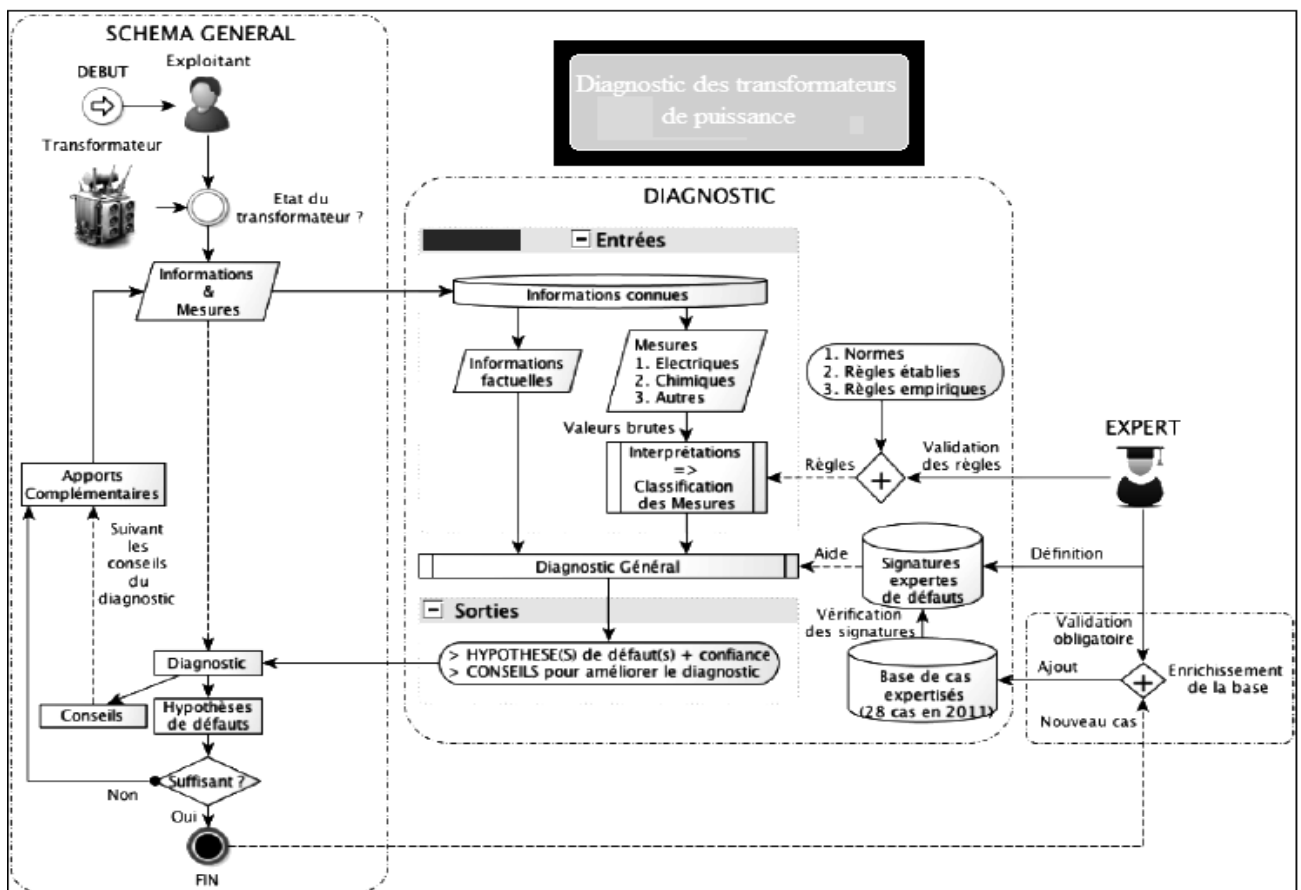 SCHEMA GENERAL
DEBUT
Exploitant
Transformateur
Etat du
transformateur ?
Informations
&
Mesures
Apports
Complémentaires
Suivant
les
conseils
du
diagnostic
Diagnostic
Conseils
Hypothèses
de défauts
Suffisant ?
Non
Oui
FIN
Diagnostic des transformateurs
de puissance
DIAGNOSTIC
− Entrées
Informations connues
Informations
factuelles
Mesures
1. Electriques
2. Chimiques
3. Autres
Valeurs brutes
Interprétations
=>
Classification
des Mesures
1. Normes
2. Règles établies
3. Règles empiriques
Règles
+
Validation
des règles
EXPERT
Diagnostic Général
Aide
Signatures
expertes
de défauts
Définition
− Sorties
> HYPOTHESE(S) de défaut(s) + confiance
> CONSEILS pour améliorer le diagnostic
Vérification
des signatures
Base de cas
expertisés
(28 cas en 2011)
Validation
obligatoire
Ajout
+
Enrichissement
de la base
Nouveau cas